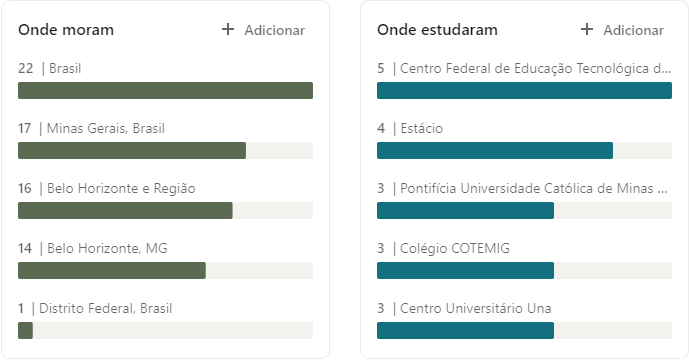 Onde moram
+ Adicionar
22 | Brasil
17 | Minas Gerais, Brasil
16 | Belo Horizonte e Região
14 | Belo Horizonte, MG
1 | Distrito Federal, Brasil
Onde estudaram
+ Adicionar
5 | Centro Federal de Educação Tecnológica d...
4 | Estácio
3 | Pontifícia Universidade Católica de Minas ...
3 | Colégio COTEMIG
3 | Centro Universitário Una